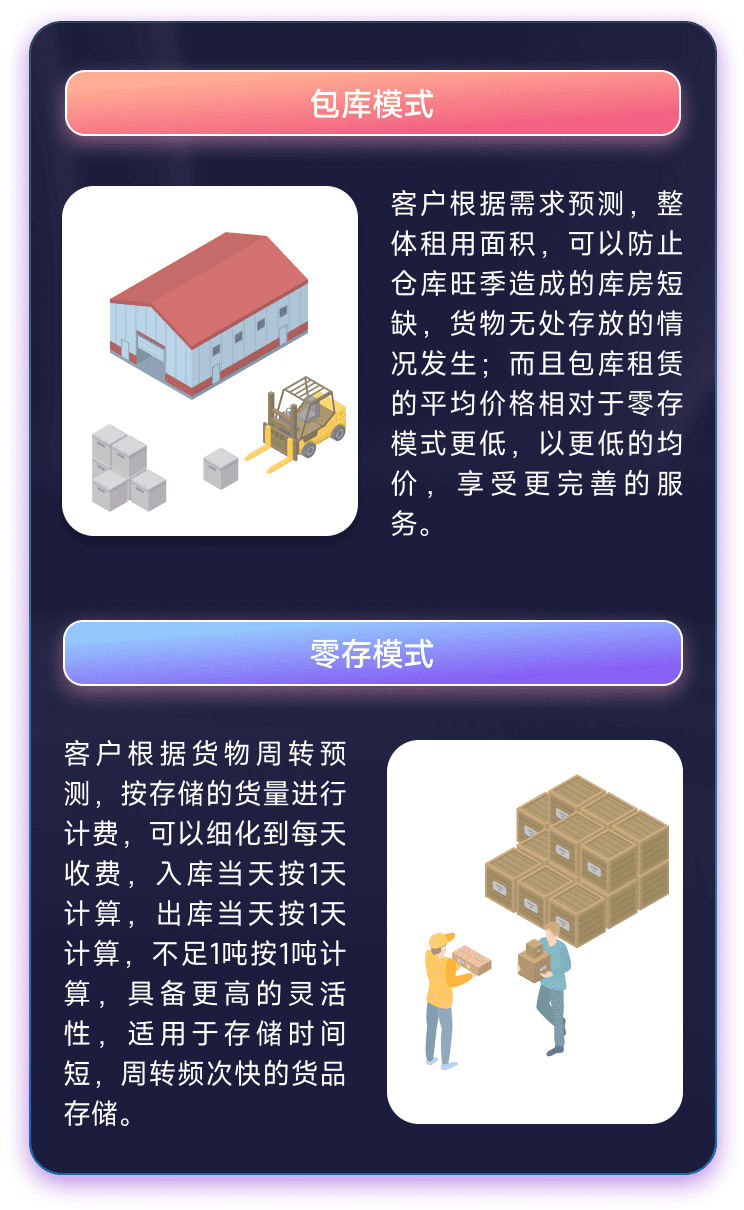 包库模式
客户根据需求预测，整
体租用面积，可以防止
仓库旺季造成的库房短
缺，货物无处存放的情
况发生；而且包库租赁
的平均价格相对于零存
模式更低，以更低的均
价，享受更完善的服
务。
零存模式
客户根据货物周转预
测，按存储的货量进行
计费，可以细化到每天
收费，入库当天按1天
计算，出库当天按1天
计算，不足1吨按1吨计
算，具备更高的灵活
性，适用于存储时间
短，周转频次快的货品
存储。